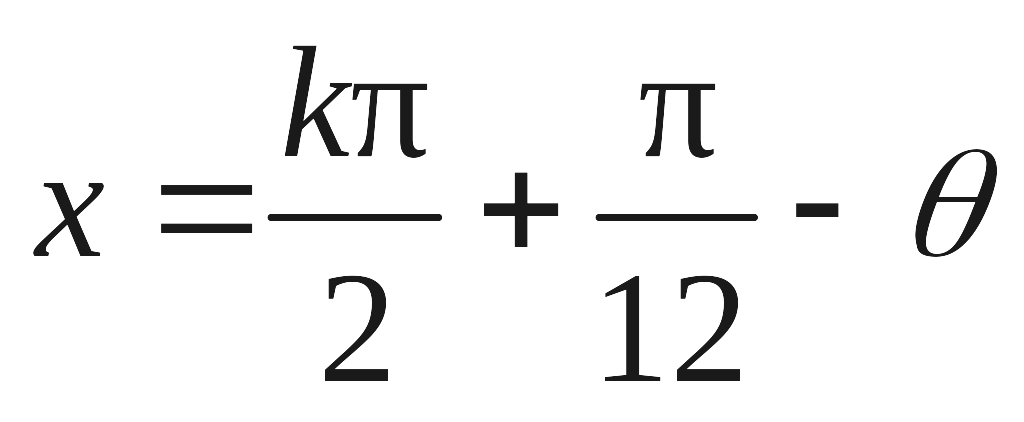 x = kπ/2 + π/12 - θ